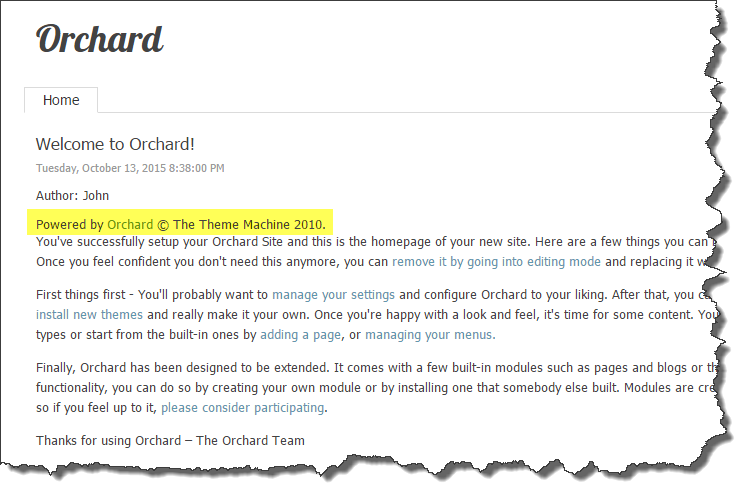 Orchard
Home
Welcome to Orchard!
Tuesday, October 13, 2015 8:38:00 PM
Author: John
Powered by Orchard © The Theme Machine 2010.
You've successfully setup your Orchard Site and this is the homepage of your new site. Here are a few things you can
Once you feel confident you don't need this anymore, you can remove it by going into editing mode and replacing it
First things first - You'll probably want to manage your settings and configure Orchard to your liking. After that, you
install new themes and really make it your own. Once you're happy with a look and feel, it's time for some content.
types or start from the built-in ones by adding a page, or managing your menus.
Finally, Orchard has been designed to be extended. It comes with a few built-in modules such as pages and blogs or
functionality, you can do so by creating your own module or by installing one that somebody else built. Modules are
so if you feel up to it, please consider participating.
Thanks for using Orchard – The Orchard Team